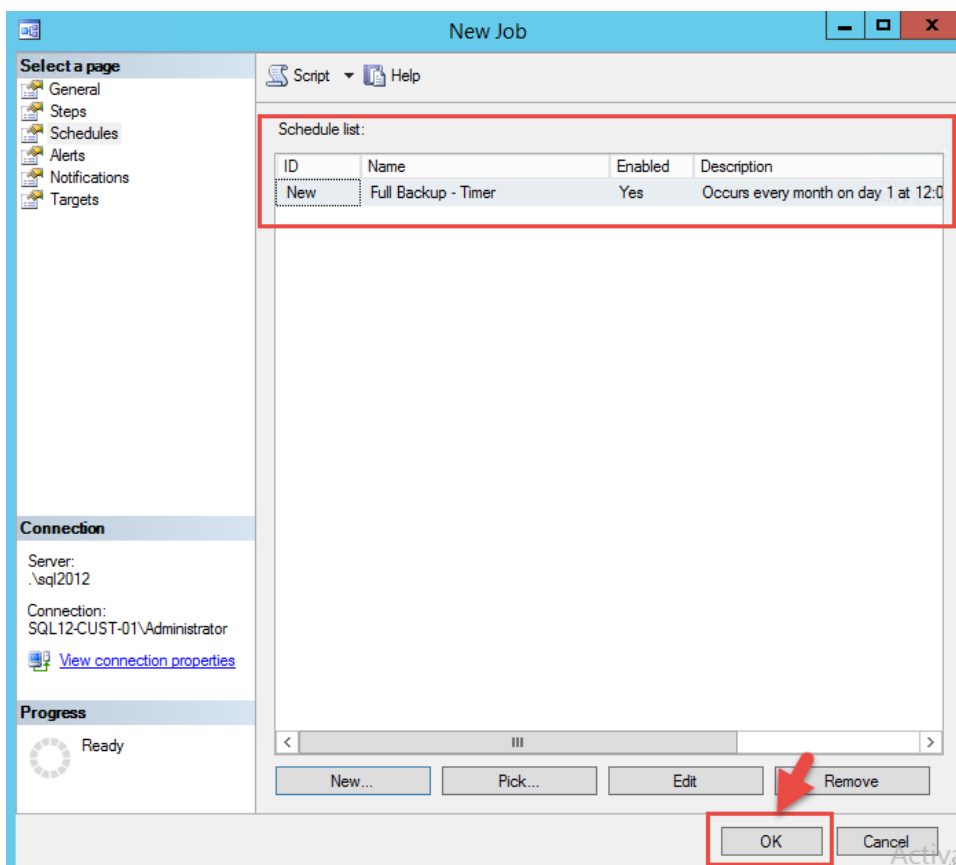 New Job
Select a page
General
Steps
Schedules
Alerts
Notifications
Targets
Script Help
Schedule list:
ID Name Enabled Description
New Full Backup - Timer Yes Occurs every month on day 1 at 12:0
Connection
Server:
.\sql2012
Connection:
SQL12-CUST-01\Administrator
View connection properties
Progress
Ready
New... Pick... Edit Remove
OK Cancel
Activa